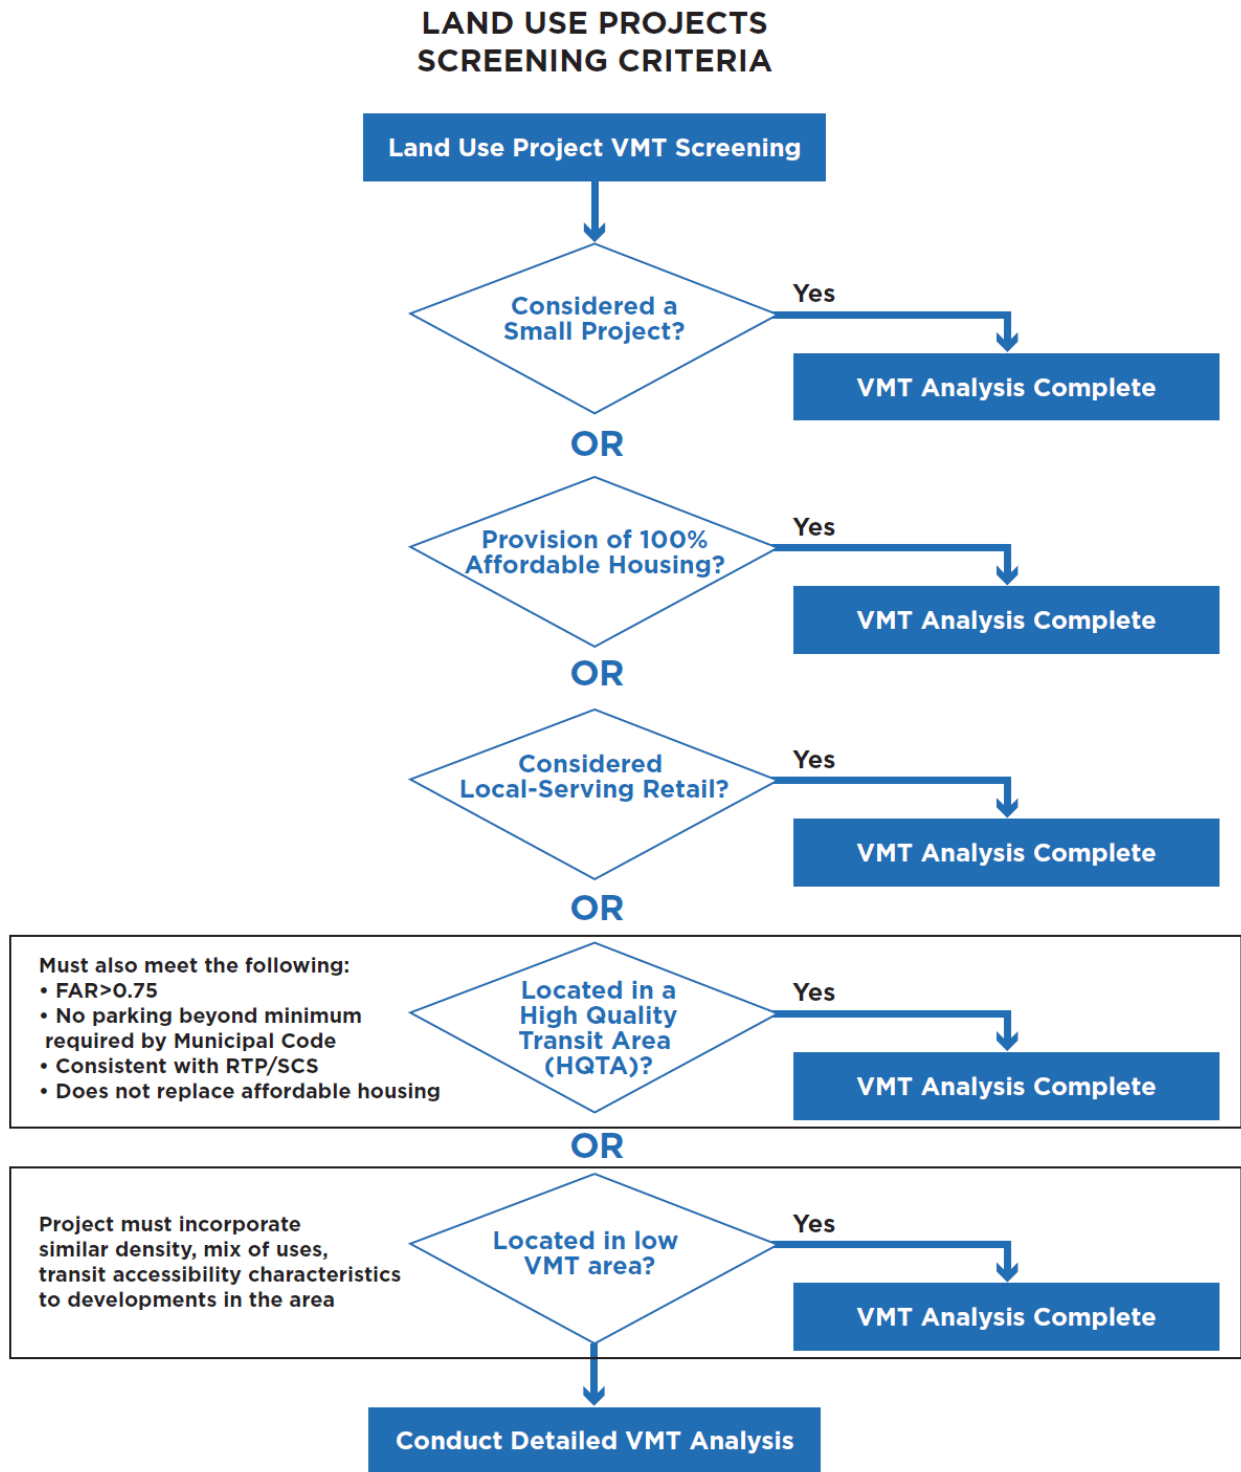 LAND USE PROJECTS
SCREENING CRITERIA
Land Use Project VMT Screening
Considered a
Small Project?
Yes
VMT Analysis Complete
OR
Provision of 100%
Affordable Housing?
Yes
VMT Analysis Complete
OR
Considered
Local-Serving Retail?
Yes
VMT Analysis Complete
OR
Must also meet the following:
• FAR>0.75
• No parking beyond minimum
required by Municipal Code
• Consistent with RTP/SCS
• Does not replace affordable housing
Located in a
High Quality
Transit Area
(HQTA)?
Yes
VMT Analysis Complete
OR
Project must incorporate
similar density, mix of uses,
transit accessibility characteristics
to developments in the area
Located in low
VMT area?
Yes
VMT Analysis Complete
Conduct Detailed VMT Analysis